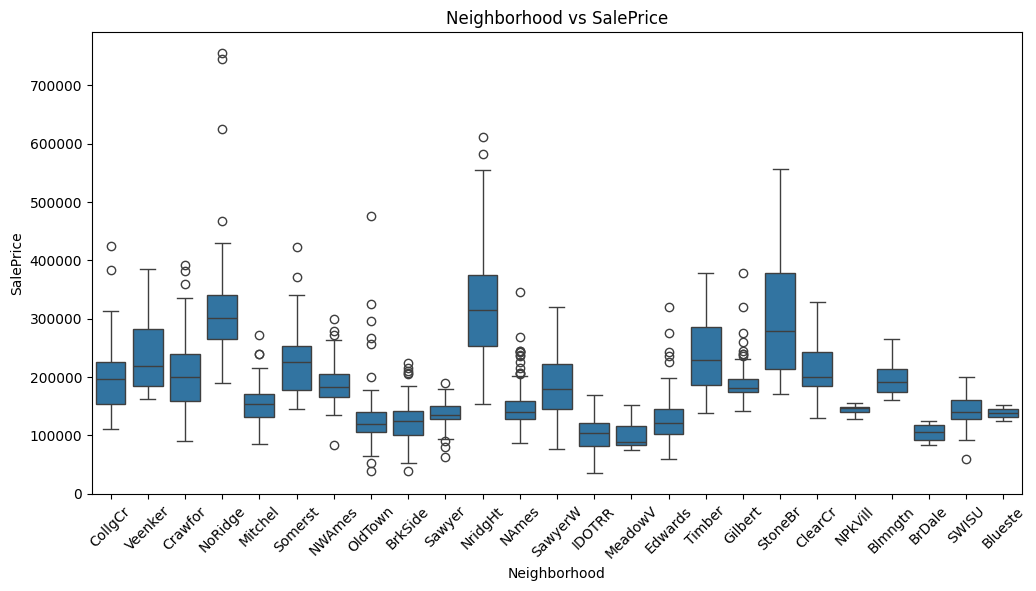 Neighborhood vs SalePrice
SalePrice
700000
600000
500000
400000
300000
200000
100000
0
CollgCr
Veenker
Crawfor
NoRidge
Mitchel
Somerst
NWAmes
OldTown
BrkSide
Sawyer
NridgHt
NAmes
SawyerW
IDOTRR
MeadowV
Edwards
Timber
Gilbert
StoneBr
ClearCr
NPkVill
Blmngtn
BrDale
SWISU
Blueste
Neighborhood